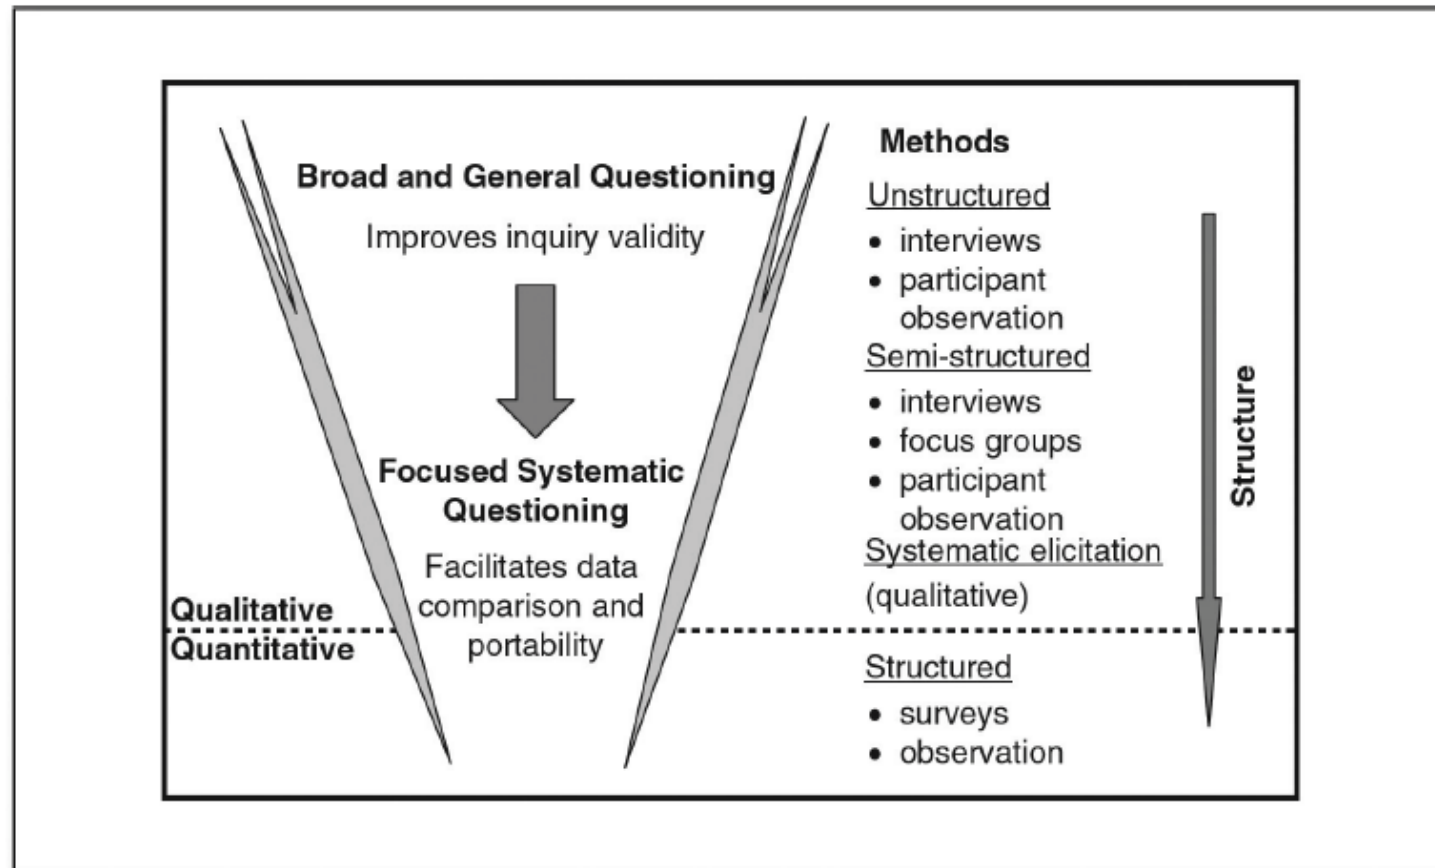 Broad and General Questioning
Improves inquiry validity
Focused Systematic
Questioning
Facilitates data
comparison and
portability
Qualitative
Quantitative
Methods
Unstructured
• interviews
• participant
observation
Semi-structured
• interviews
• focus groups
• participant
observation
Systematic elicitation
(qualitative)
Structured
• surveys
• observation
Structure